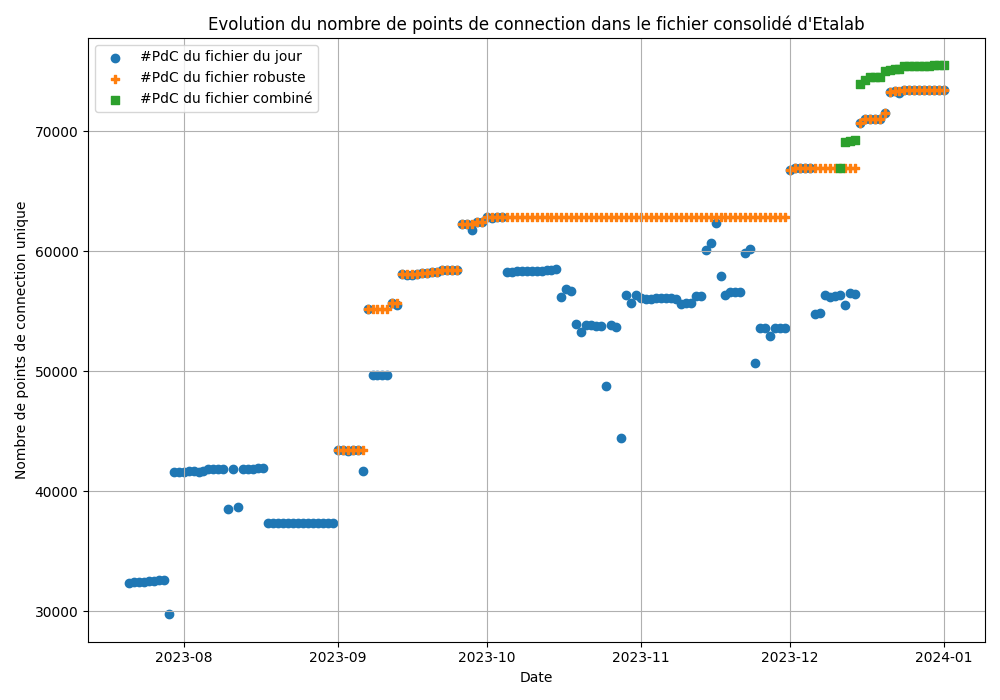 Evolution du nombre de points de connection dans le fichier consolidé d'Etalab
#PdC du fichier du jour
#PdC du fichier robuste
#PdC du fichier combiné
Nombre de points de connection unique
70000
60000
50000
40000
30000
2023-08
2023-09
2023-10
2023-11
2023-12
2024-01
Date